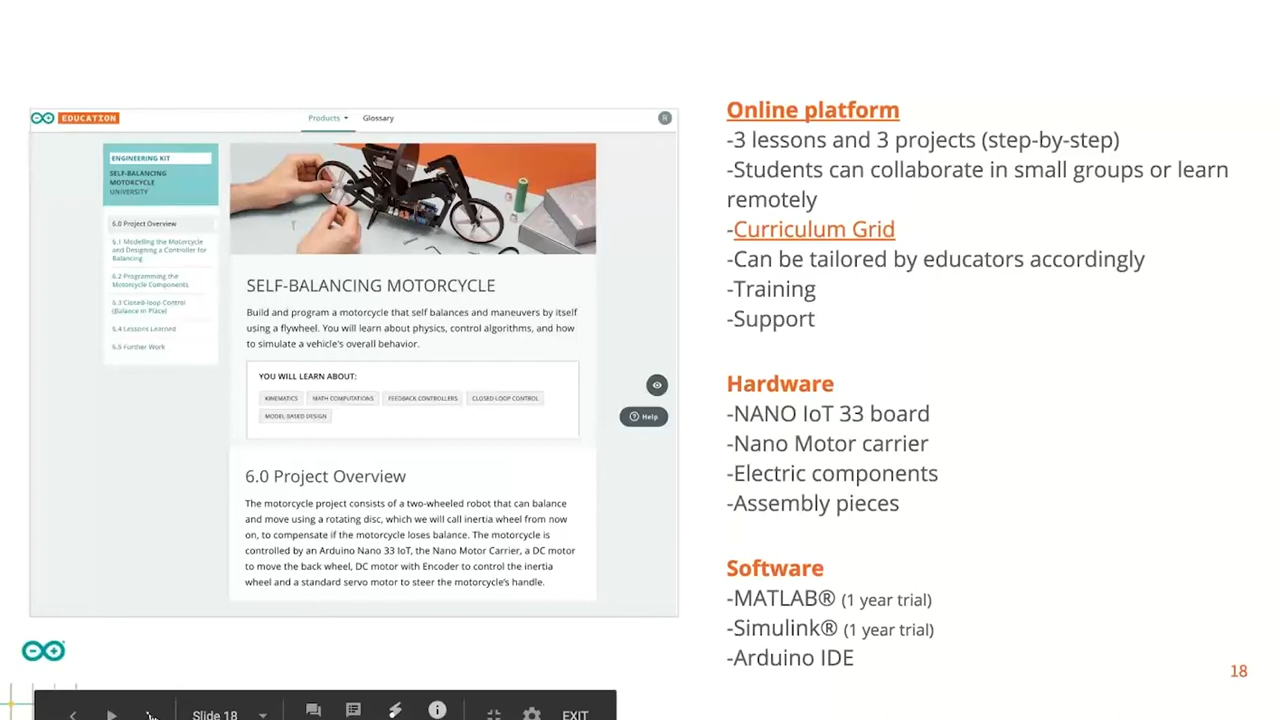 EDUCATION
Products
Glossary
R
ENGINEERING KIT
SELF-BALANCING
MOTORCYCLE
UNIVERSITY
6.0 Project Overview
6.1 Modelling the Motorcycle
and Designing a Controller for
Balancing
6.2 Programming the
Motorcycle Components
6.3 Closed-loop Control
(Balance in Place)
6.4 Lessons Learned
6.5 Further Work
SELF-BALANCING MOTORCYCLE
Build and program a motorcycle that self balances and maneuvers by itself
using a flywheel. You will learn about physics, control algorithms, and how
to simulate a vehicle's overall behavior.
YOU WILL LEARN ABOUT:
KINEMATICS MATH COMPUTATIONS FEEDBACK CONTROLLERS CLOSED LOOP CONTROL
MODEL BASED DESIGN
Help
6.0 Project Overview
The motorcycle project consists of a two-wheeled robot that can balance
and move using a rotating disc, which we will call inertia wheel from now
on, to compensate if the motorcycle loses balance. The motorcycle is
controlled by an Arduino Nano 33 IoT, the Nano Motor Carrier, a DC motor
to move the back wheel, DC motor with Encoder to control the inertia
wheel and a standard servo motor to steer the motorcycle's handle.
Online platform
-3 lessons and 3 projects (step-by-step)
-Students can collaborate in small groups or learn
remotely
-Curriculum Grid
-Can be tailored by educators accordingly
-Training
-Support
Hardware
-NANO IoT 33 board
-Nano Motor carrier
-Electric components
-Assembly pieces
Software
-MATLAB® (1 year trial)
-Simulink® (1 year trial)
-Arduino IDE
18
Slide 18
EXIT